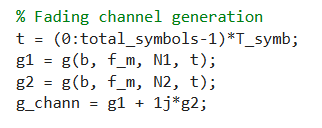 % Fading channel generation
t = (0:total_symbols-1)*T_symb;
g1 = g(b, f_m, N1, t);
g2 = g(b, f_m, N2, t);
g_chann = g1 + 1j*g2;